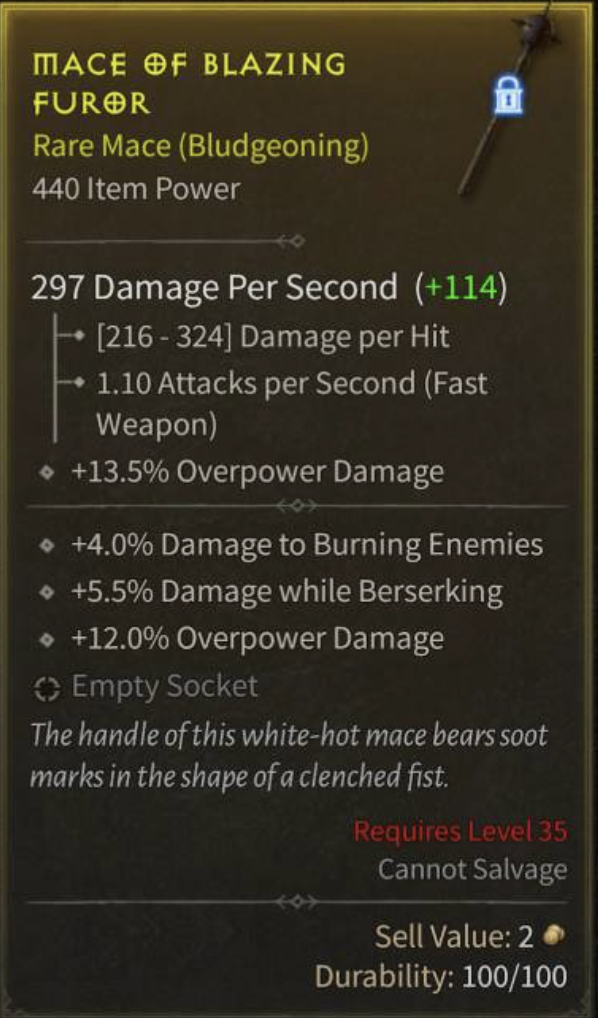 MACE OF BLAZING
FUROR
Rare Mace (Bludgeoning)
440 Item Power
297 Damage Per Second (+114)
[216 - 324] Damage per Hit
1.10 Attacks per Second (Fast
Weapon)
+13.5% Overpower Damage
+4.0% Damage to Burning Enemies
+5.5% Damage while Berserking
+12.0% Overpower Damage
Empty Socket
The handle of this white-hot mace bears soot
marks in the shape of a clenched fist.
Requires Level 35
Cannot Salvage
Sell Value: 2
Durability: 100/100